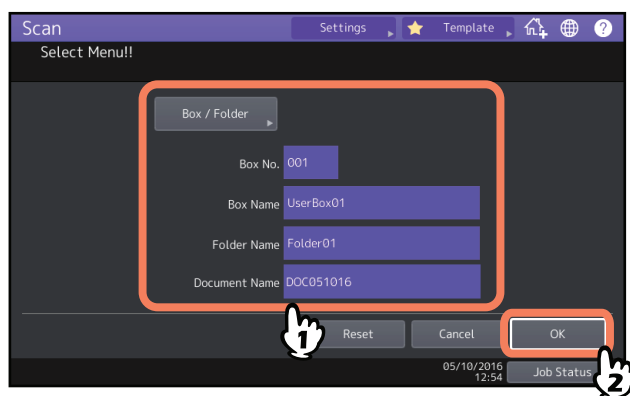 Scan Settings Template ?
Select Menu!!
Box / Folder
Box No. 001
Box Name UserBox01
Folder Name Folder01
Document Name DOC051016
1 Reset Cancel OK
05/10/2016
12:54
Job Status
2